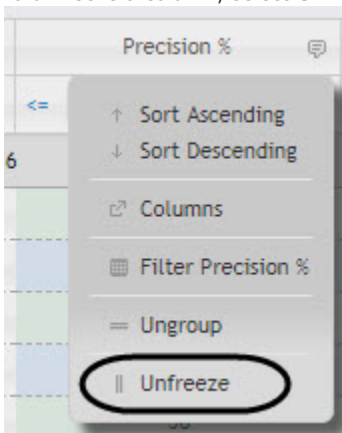 Precision %
<=
Sort Ascending
6
Sort Descending
Columns
Filter Precision %
Ungroup
Unfreeze